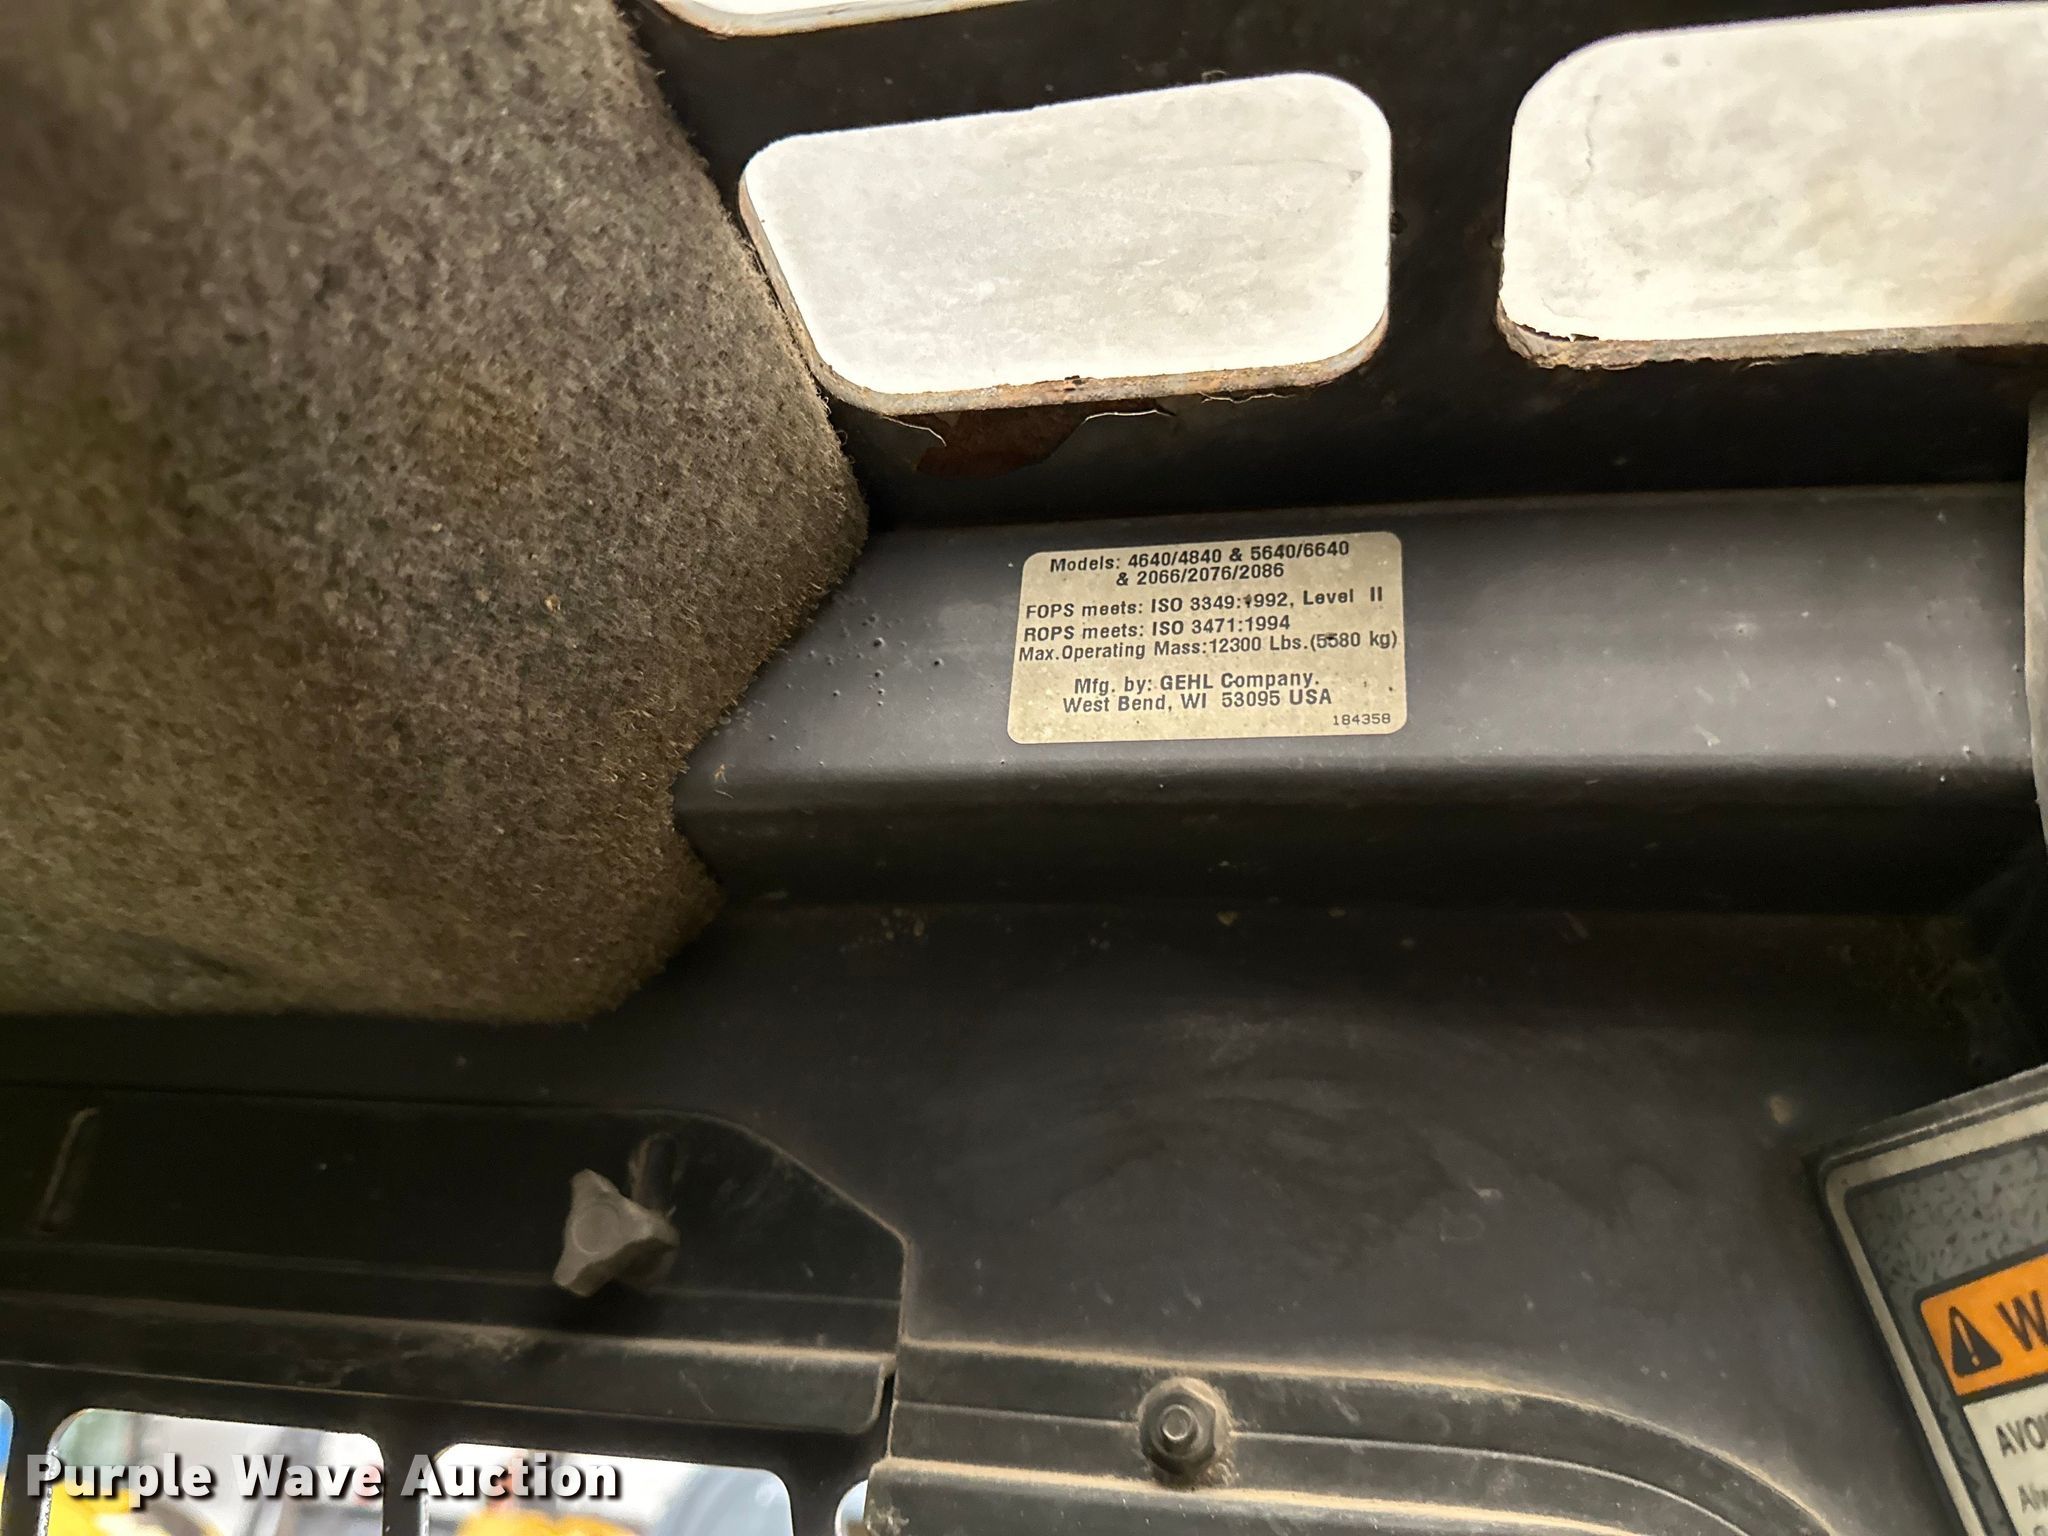 Models: 4640/4840 & 5640/6640
& 2066/2076/2086
FOPS meets: ISO 3349:1992, Level II
ROPS meets: ISO 3471:1994
Max.Operating Mass:12300 Lbs.(5580 kg)
Mfg. by: GEHL Company.
West Bend, WI 53095 USA
184358
Purple Wave Auction